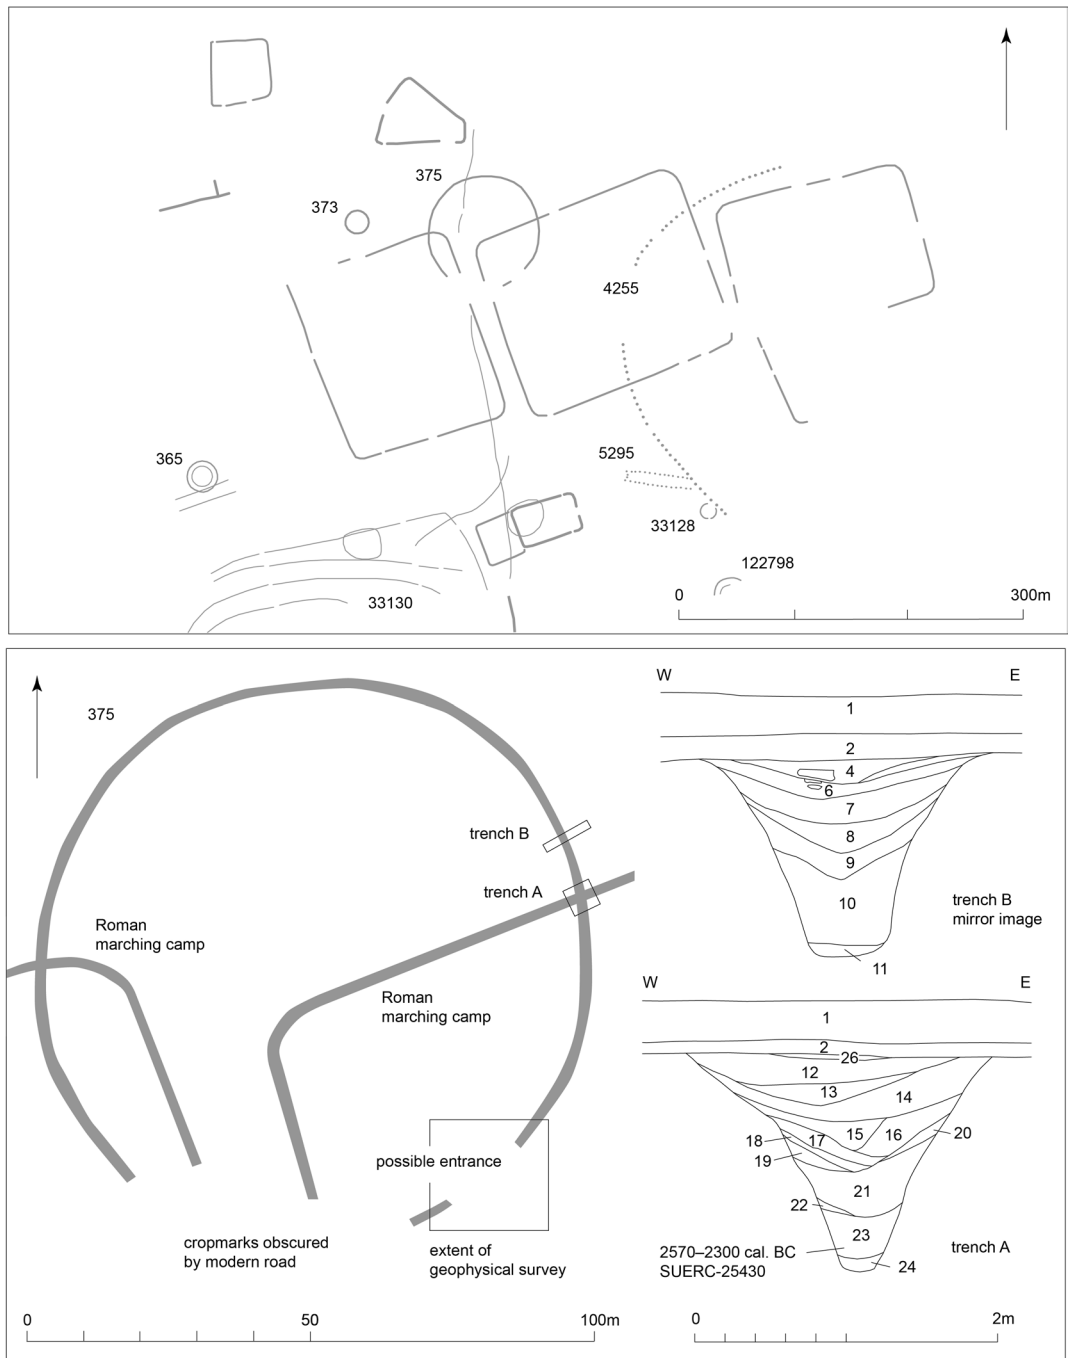 375
373
4255
365
5295
33128
122798
33130
0
300m
375
trench B
trench A
Roman
marching camp
Roman
marching camp
possible entrance
cropmarks obscured
by modern road
extent of
geophysical survey
0
50
100m
W
E
1
2
4
6
7
8
9
10
11
trench B
mirror image
W
E
1
2
26
12
13
14
15
16
17
18
19
20
21
22
23
24
2570–2300 cal. BC
SUERC-25430
trench A
0
2m